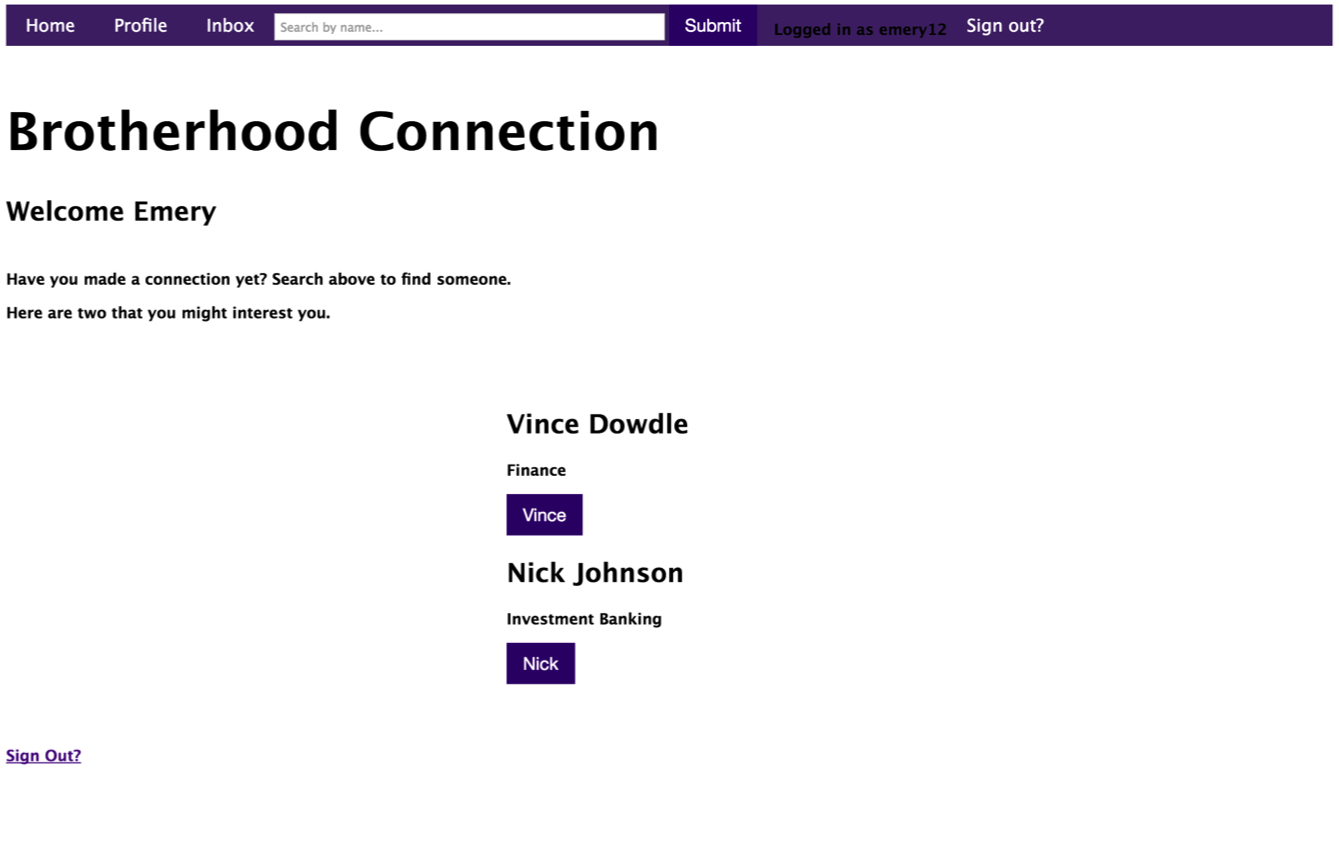 Home Profile Inbox Search by name... Submit Logged in as emery12 Sign out?
Brotherhood Connection
Welcome Emery
Have you made a connection yet? Search above to find someone.
Here are two that you might interest you.
Vince Dowdle
Finance
Vince
Nick Johnson
Investment Banking
Nick
Sign Out?